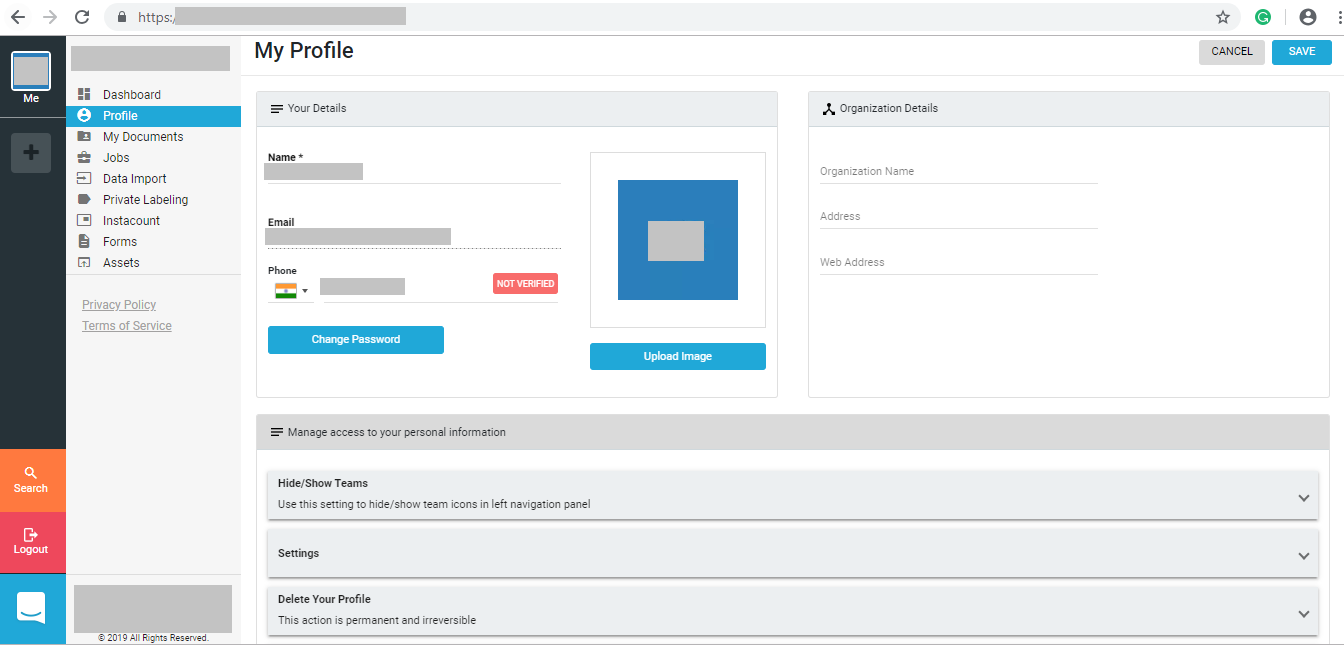 https:/
Me
Dashboard
Profile
My Documents
Jobs
Data Import
Private Labeling
Instacount
Forms
Assets
Privacy Policy
Terms of Service
Search
Logout
© 2019 All Rights Reserved.
My Profile
CANCEL
SAVE
Your Details
Name *
Email
Phone
NOT VERIFIED
Change Password
Upload Image
Organization Details
Organization Name
Address
Web Address
Manage access to your personal information
Hide/Show Teams
Use this setting to hide/show team icons in left navigation panel
Settings
Delete Your Profile
This action is permanent and irreversible